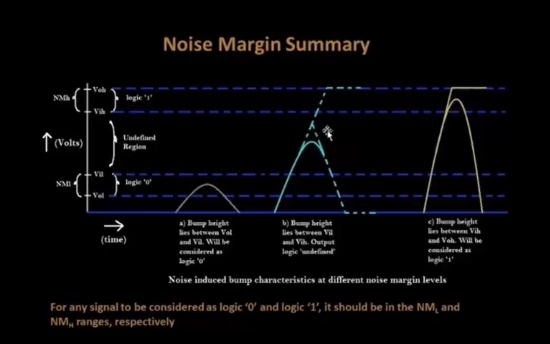 Noise Margin Summary
Voh
NMh
logic '1'
Vih
(Volts)
Undefined
Region
Vil
NMl
logic '0'
Vol
(time)
a) Bump height
lies between Vol
and Vil. Will be
considered as
logic '0'
b) Bump height
lies between Vil
and Vih. Output
logic 'undefined'
c) Bump height
lies between Vih
and Voh. Will be
considered as
logic '1'
Noise induced bump characteristics at different noise margin levels
For any signal to be considered as logic '0' and logic '1', it should be in the NML and
NMH ranges, respectively